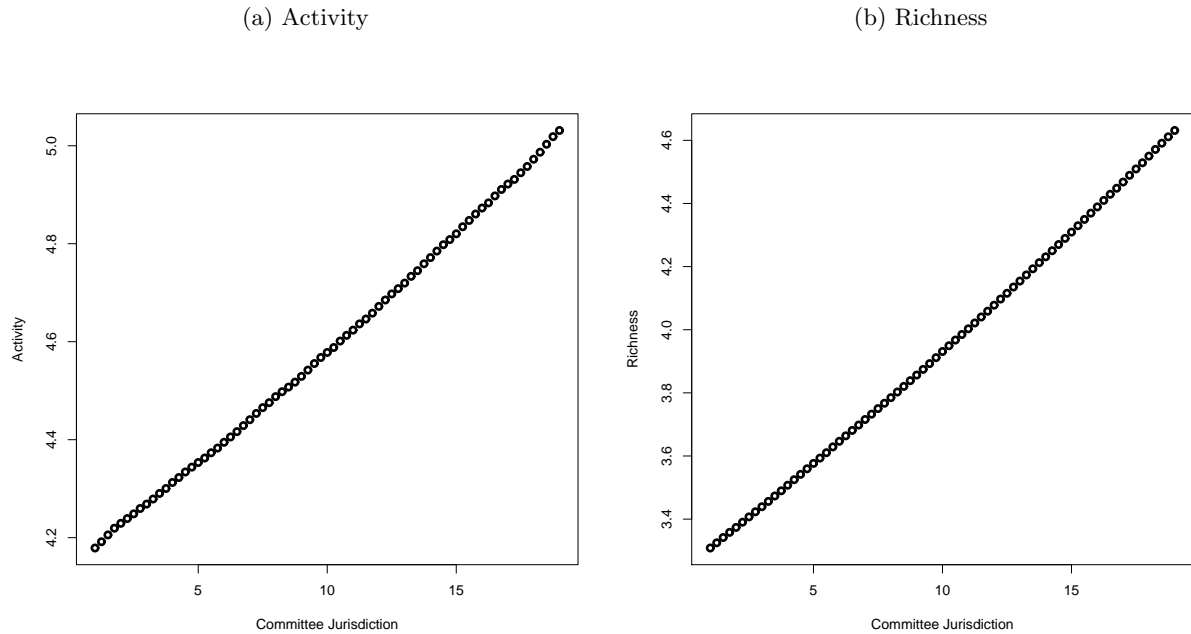 (a) Activity
5.0
4.8
4.6
4.4
4.2
Activity
5 10 15
Committee Jurisdiction
(b) Richness
4.6
4.4
4.2
4.0
3.8
3.6
3.4
Richness
5 10 15
Committee Jurisdiction